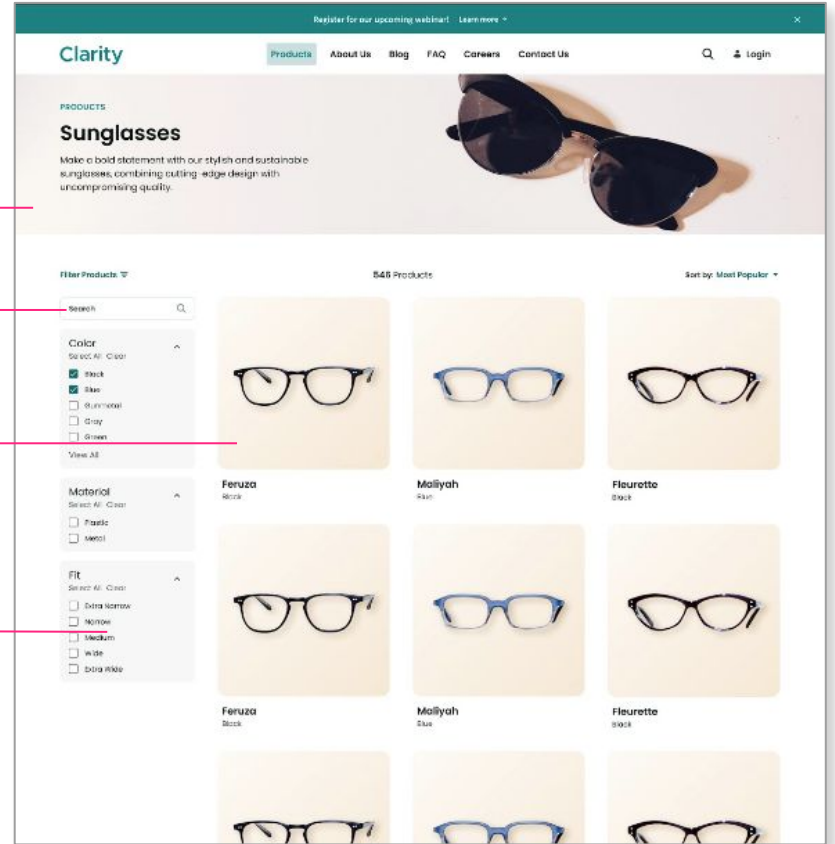 Register for our upcoming webinar! Learn more
Clarity
Products About Us Blog FAQ Careers Contact Us
Login
PRODUCTS
Sunglasses
Make a bold statement with our stylish and sustainable
sunglasses, combining cutting-edge design with
uncompromising quality.
Filter Products
546 Products
Sort by: Most Popular
Search
Color
Select All Clear
Black
Blue
Gunmetal
Gray
Green
View All
Material
Select All Clear
Plastic
Metal
Fit
Select All Clear
Extra Narrow
Narrow
Medium
Wide
Extra Wide
Feruza
Black
Maliyah
Blue
Fleurette
Black
Feruza
Black
Maliyah
Blue
Fleurette
Black